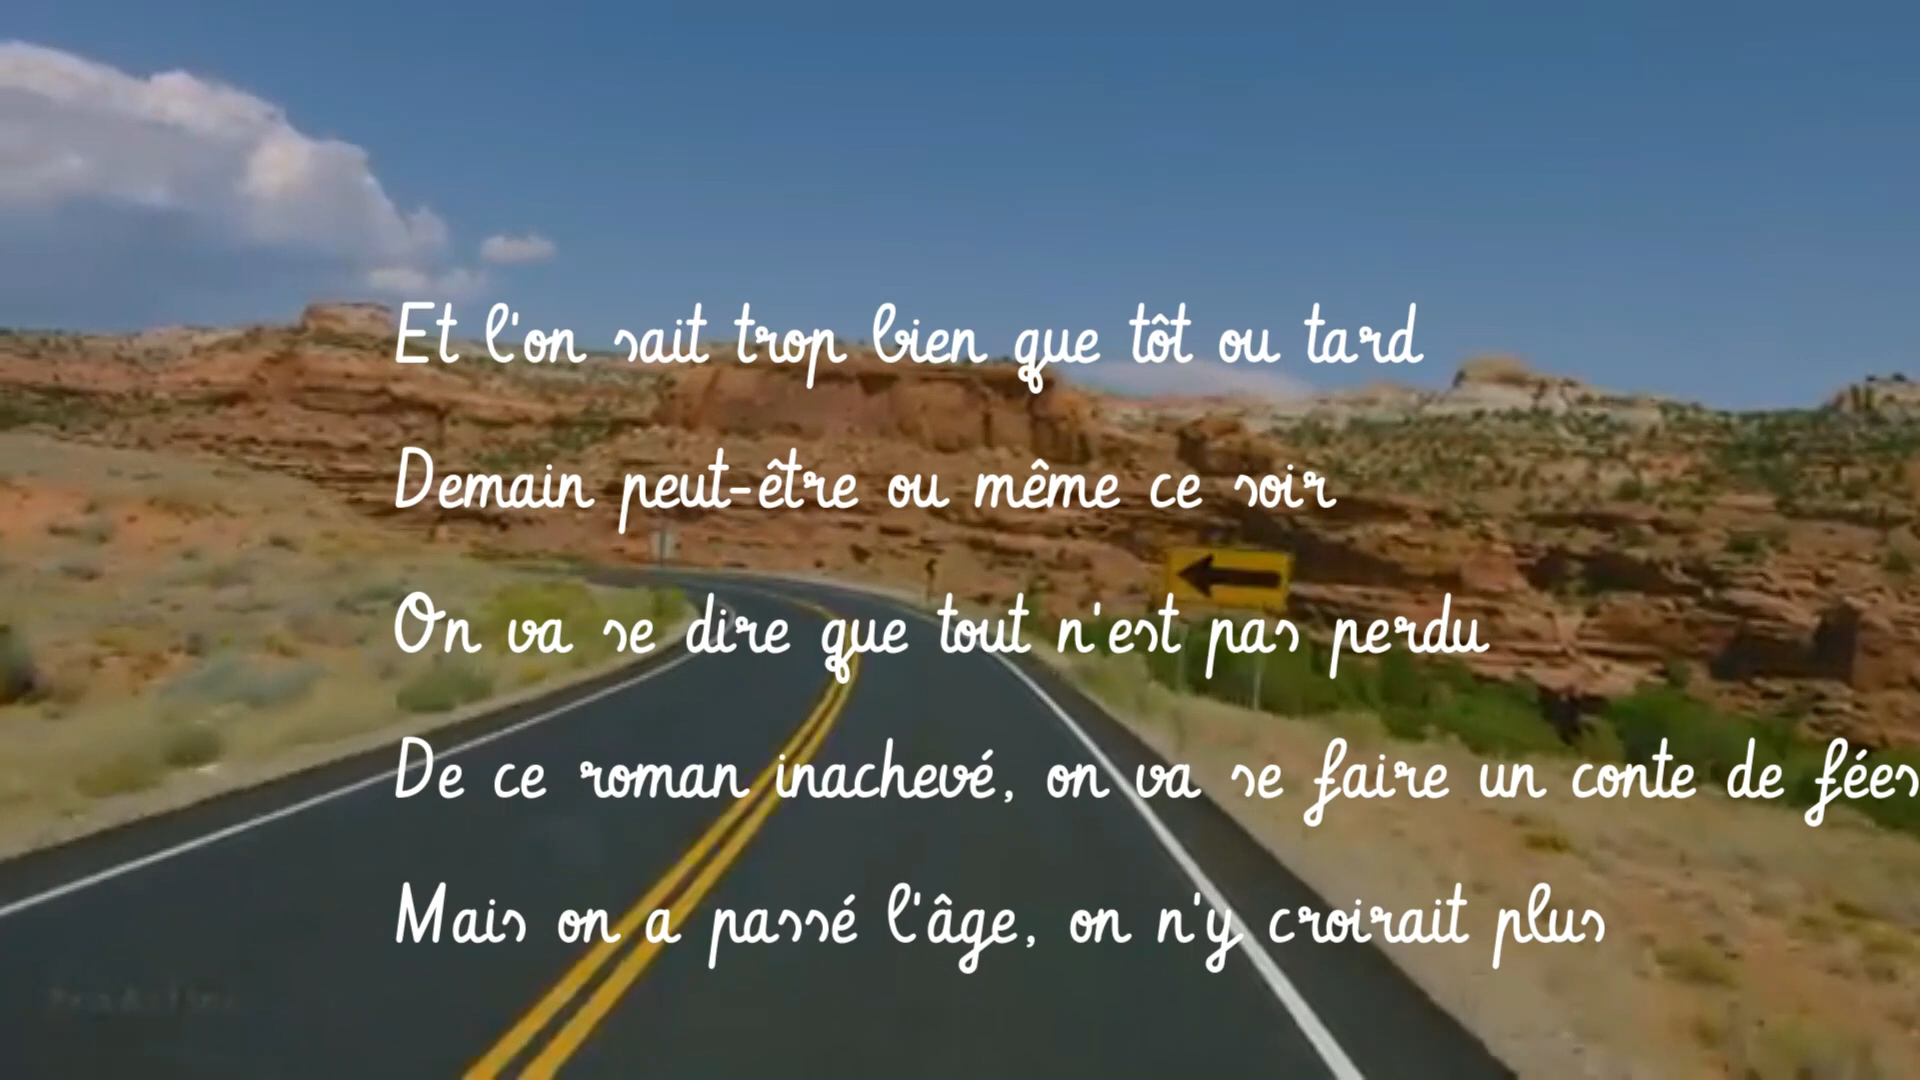 Et l'on sait trop bien que tôt ou tard
Demain peut-être ou même ce soir
On va se dire que tout n'est pas perdu
De ce roman inachevé, on va se faire un conte de fées
Mais on a passé l'âge, on n'y croirait plus